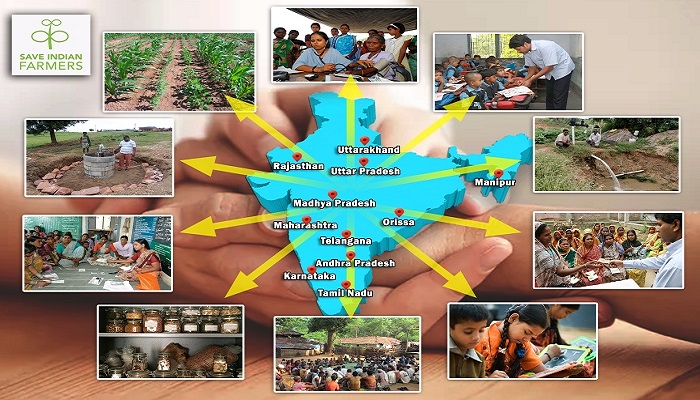 SAVE INDIAN
FARMERS
Uttarakhand
Rajasthan
Uttar Pradesh
Manipur
Madhya Pradesh
Maharashtra
Orissa
Telangana
Andhra Pradesh
Karnataka
Tamil Nadu